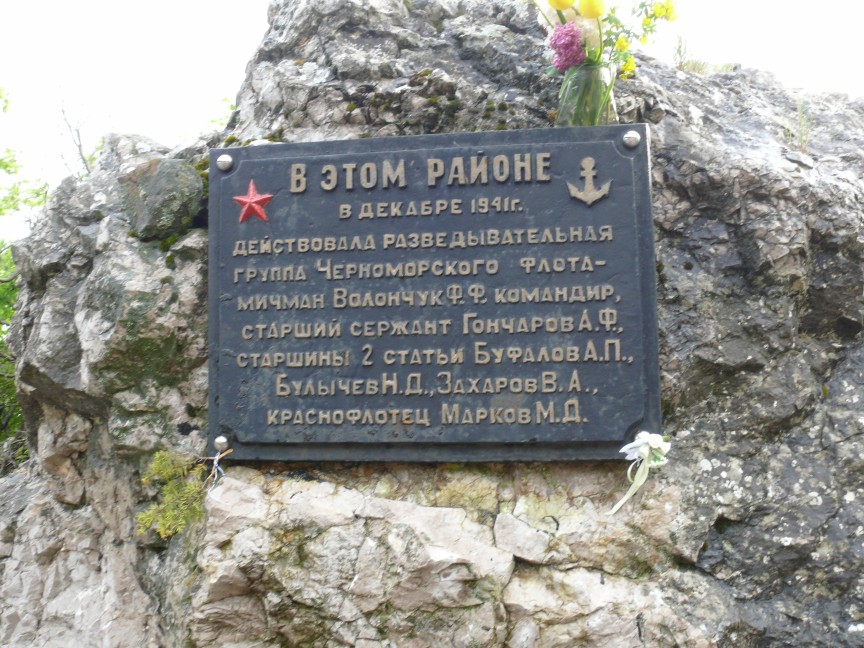 В ЭТОМ РАЙОНЕ
В ДЕКАБРЕ 1941г.
ДЕЙСТВОВАЛА РАЗВЕДЫВАТЕЛЬНАЯ
ГРУППА ЧЕРНОМОРСКОГО ФЛОТА-
МИЧМАН ВОЛОНЧУК Ф.Ф. КОМАНДИР,
СТАРШИЙ СЕРЖАНТ ГОНЧАРОВ А.Ф.,
СТАРШИНЫ 2 СТАТЬИ БУФАЛОВ А.П.,
БУЛЫЧЕВ Н.Д., ЗАХАРОВ В.А.,
КРАСНОФЛОТЕЦ МАРКОВ М.Д.